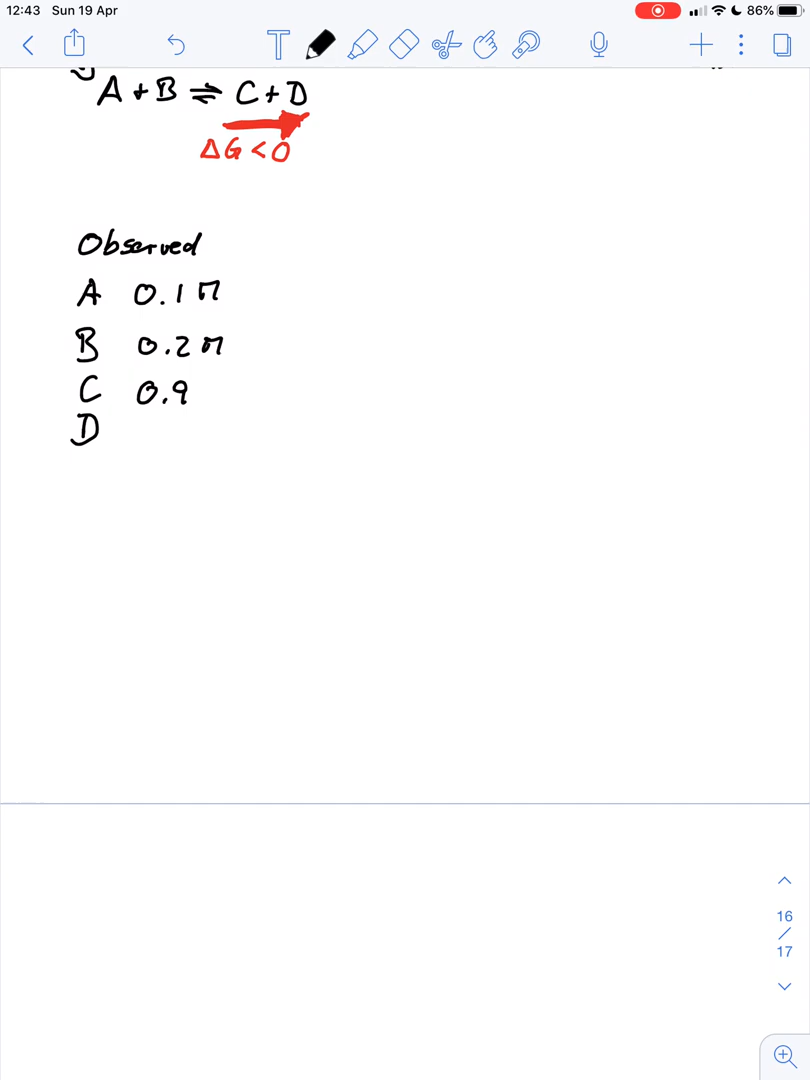 12:43 Sun 19 Apr 86%
T
A + B ⇌ C + D
ΔG < 0
Observed
A 0.1 M
B 0.2 M
C 0.9
D
16
/
17